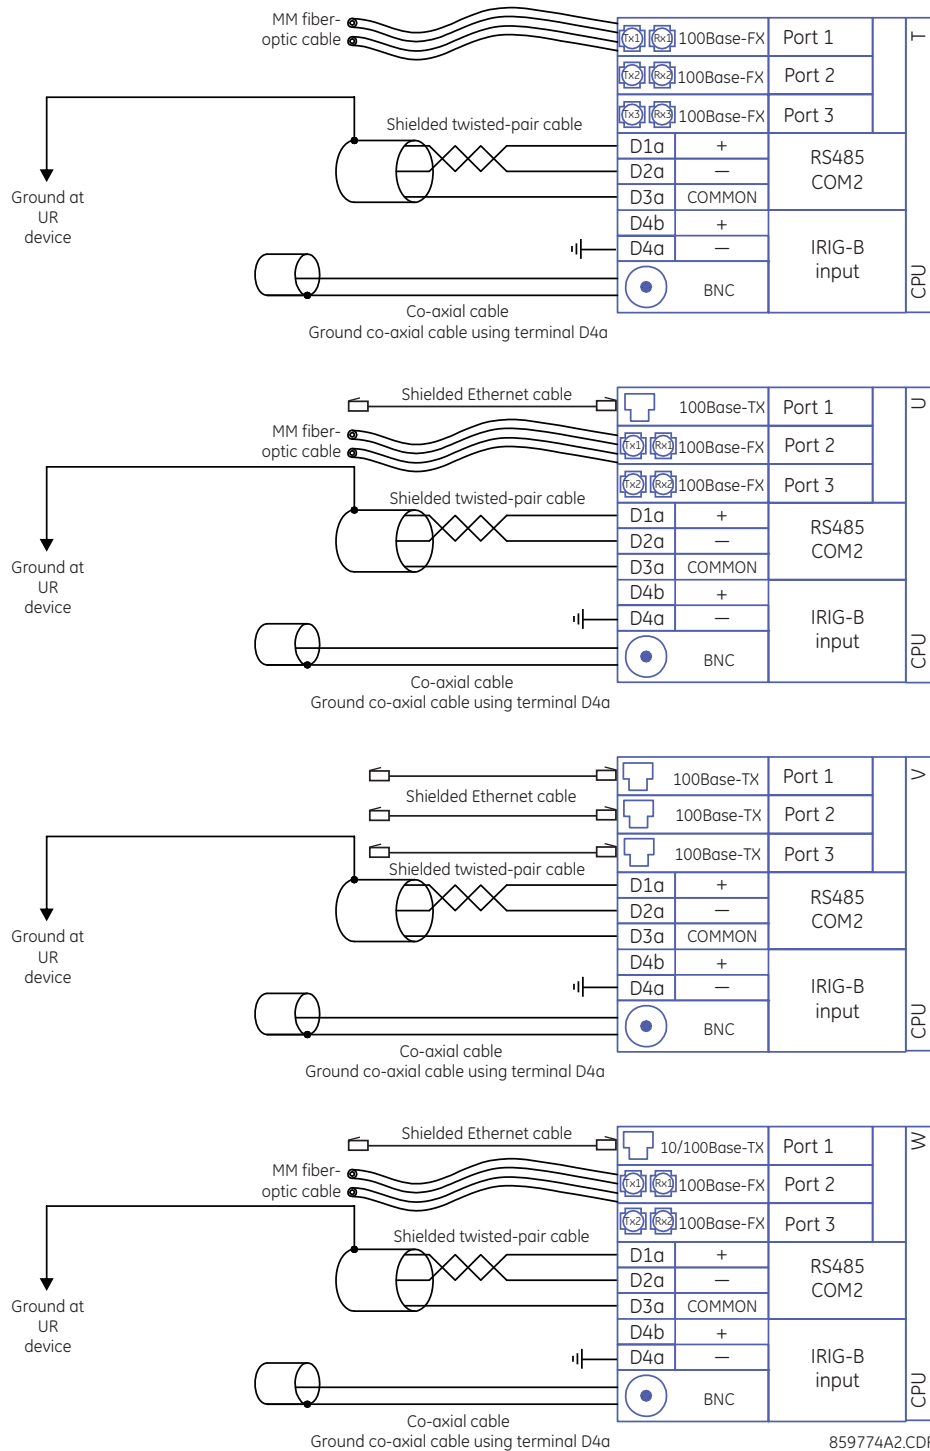 MM fiber-
optic cable
Tx1 Rx1 100Base-FX Port 1 T
Tx2 Rx2 100Base-FX Port 2
Tx3 Rx3 100Base-FX Port 3
Shielded twisted-pair cable
D1a + RS485
D2a — COM2
D3a COMMON
Ground at
UR
device
D4b + IRIG-B
D4a — input
BNC CPU
Co-axial cable
Ground co-axial cable using terminal D4a
Shielded Ethernet cable
100Base-TX Port 1 U
MM fiber-
optic cable
Tx1 Rx1 100Base-FX Port 2
Tx2 Rx2 100Base-FX Port 3
Shielded twisted-pair cable
D1a + RS485
D2a — COM2
D3a COMMON
Ground at
UR
device
D4b + IRIG-B
D4a — input
BNC CPU
Co-axial cable
Ground co-axial cable using terminal D4a
100Base-TX Port 1 V
Shielded Ethernet cable
100Base-TX Port 2
100Base-TX Port 3
Shielded twisted-pair cable
D1a + RS485
D2a — COM2
D3a COMMON
Ground at
UR
device
D4b + IRIG-B
D4a — input
BNC CPU
Co-axial cable
Ground co-axial cable using terminal D4a
Shielded Ethernet cable
10/100Base-TX Port 1 W
MM fiber-
optic cable
Tx1 Rx1 100Base-FX Port 2
Tx2 Rx2 100Base-FX Port 3
Shielded twisted-pair cable
D1a + RS485
D2a — COM2
D3a COMMON
Ground at
UR
device
D4b + IRIG-B
D4a — input
BNC CPU
Co-axial cable
Ground co-axial cable using terminal D4a
859774A2.CDR